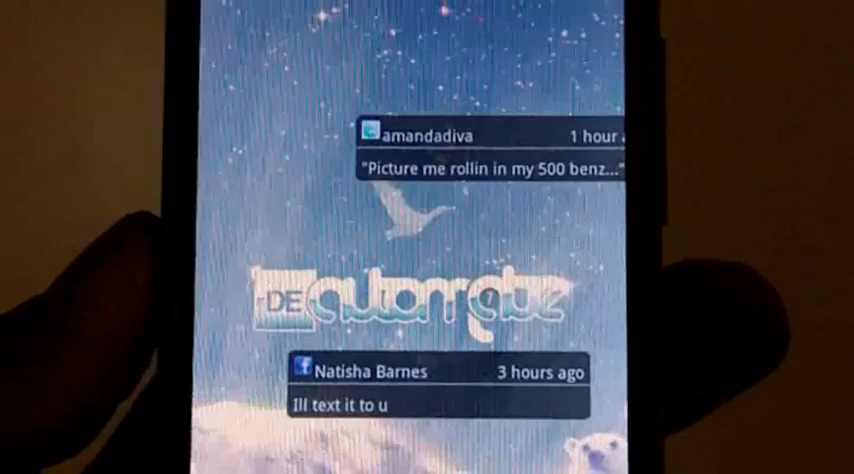 amandadiva 1 hour
"Picture me rollin in my 500 benz..."
DEautomatec
Natisha Barnes 3 hours ago
Ill text it to u